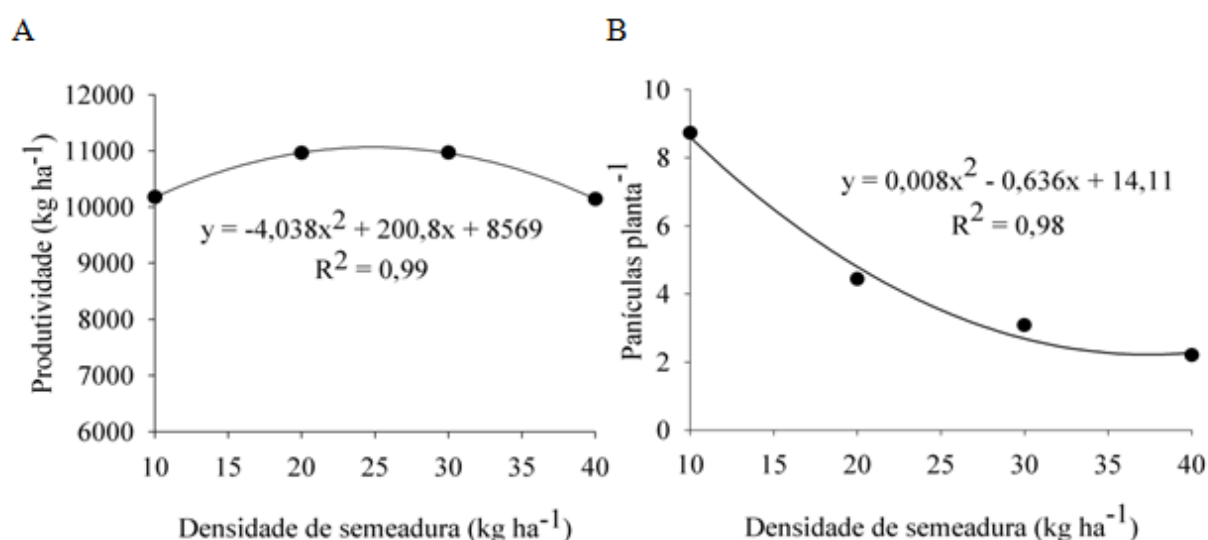 A
Produtividade (kg ha⁻¹)
12000
11000
10000
9000
8000
7000
6000
y = -4,038x² + 200,8x + 8569
R² = 0,99
10 15 20 25 30 35 40
Densidade de semeadura (kg ha⁻¹)
B
Panículas planta⁻¹
10
8
6
4
2
0
y = 0,008x² - 0,636x + 14,11
R² = 0,98
10 15 20 25 30 35 40
Densidade de semeadura (kg ha⁻¹)